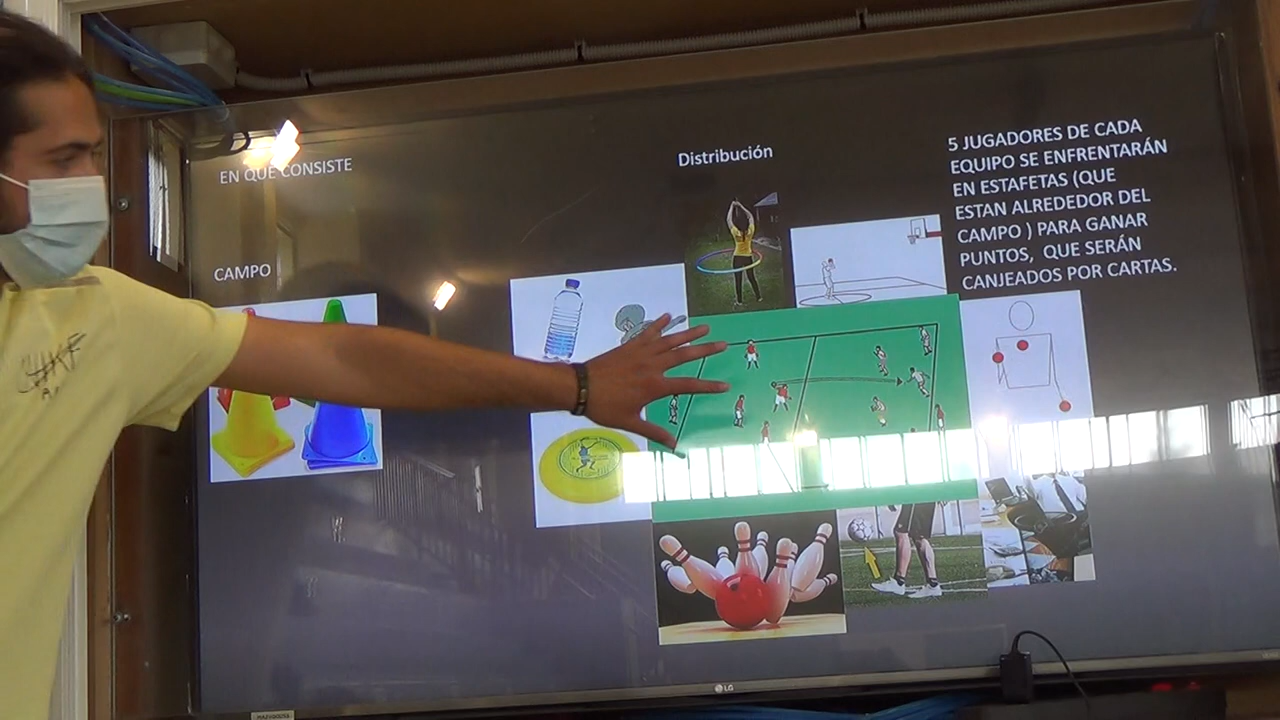 EN QUE CONSISTE
CAMPO
Distribución
5 JUGADORES DE CADA
EQUIPO SE ENFRENTARÁN
EN ESTAFETAS (QUE
ESTAN ALREDEDOR DEL
CAMPO ) PARA GANAR
PUNTOS, QUE SERÁN
CANJEADOS POR CARTAS.
LG